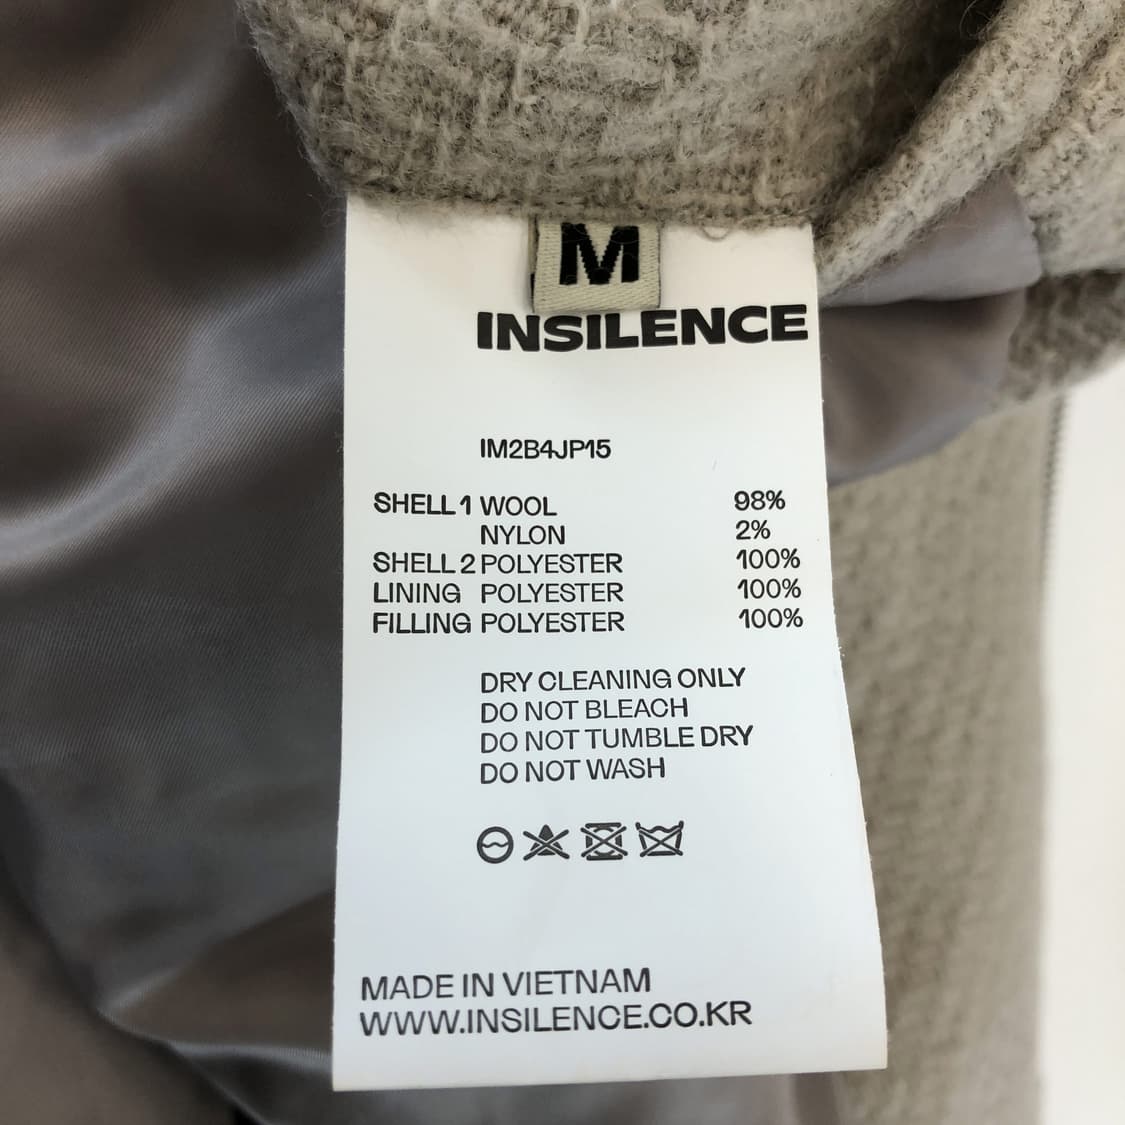 M
INSILENCE
IM2B4JP15
SHELL 1 WOOL 98%
NYLON 2%
SHELL 2 POLYESTER 100%
LINING POLYESTER 100%
FILLING POLYESTER 100%
DRY CLEANING ONLY
DO NOT BLEACH
DO NOT TUMBLE DRY
DO NOT WASH
MADE IN VIETNAM
WWW.INSILENCE.CO.KR